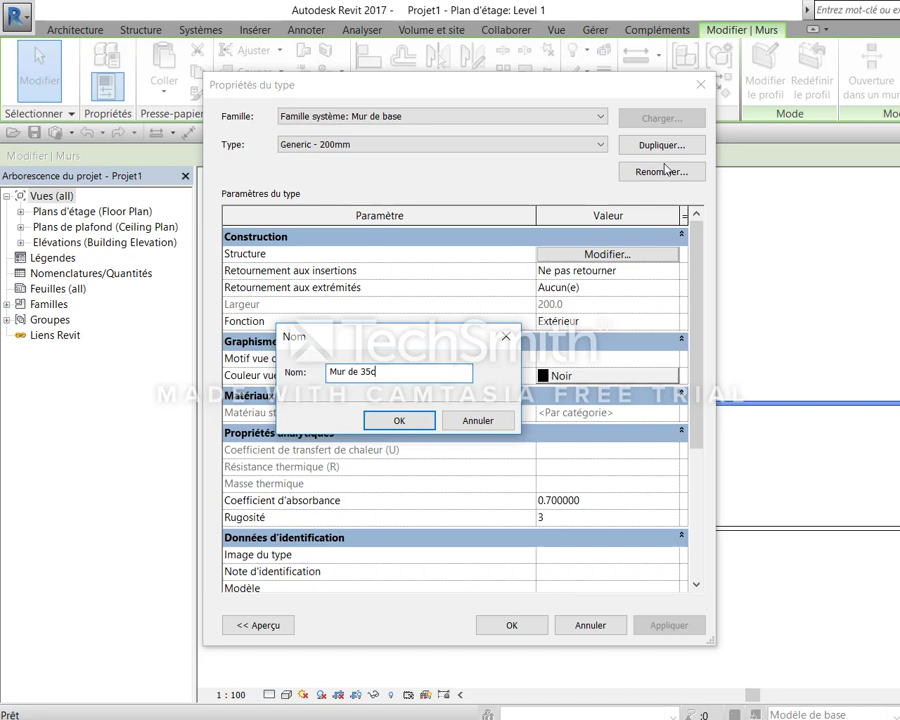 Autodesk Revit 2017 - Projet1 - Plan d'étage: Level 1
Entrez mot-clé ou e
Architecture Structure Systèmes Insérer Annoter Analyser Volume et site Collaborer Vue Gérer Compléments Modifier | Murs
Modifier
Coller
Ajuster
Modifier le profil
Redéfinir le profil
Ouverture dans un mur
Sélectionner Propriétés Presse-papier Mode
Modifier | Murs
Arborescence du projet - Projet1
Vues (all)
Plans d'étage (Floor Plan)
Plans de plafond (Ceiling Plan)
Elévations (Building Elevation)
Légendes
Nomenclatures/Quantités
Feuilles (all)
Familles
Groupes
Liens Revit
Propriétés du type
Famille: Famille système: Mur de base Charger...
Type: Generic - 200mm Dupliquer...
Renommer...
Paramètres du type
Paramètre Valeur =
Construction
Structure Modifier...
Retournement aux insertions Ne pas retourner
Retournement aux extrémités Aucun(e)
Largeur 200.0
Fonction Extérieur
Graphisme
Motif vue
Couleur vue Noir
Matériaux
Matériau <Par catégorie>
Propriétés analytiques
Coefficient de transfert de chaleur (U)
Résistance thermique (R)
Masse thermique
Coefficient d'absorbance 0.700000
Rugosité 3
Données d'identification
Image du type
Note d'identification
Modèle
<< Aperçu OK Annuler Appliquer
Nom
Nom: Mur de 35c
OK Annuler
TechSmith
MADE WITH CAMTASIA FREE TRIAL
1 : 100
Prêt
:0 Modèle de base